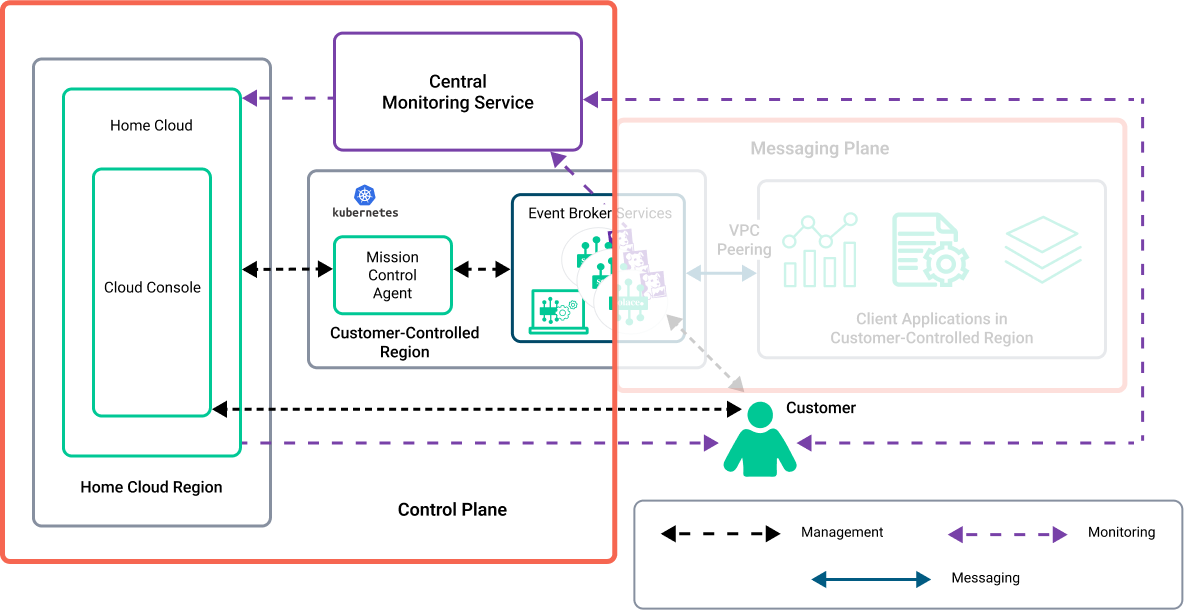 Central
Monitoring Service
Home Cloud
Messaging Plane
kubernetes
Event Broker Services
VPC
Peering
Mission
Control
Agent
Cloud Console
Customer-Controlled
Region
Client Applications in
Customer-Controlled Region
Customer
Home Cloud Region
Control Plane
Management
Monitoring
Messaging